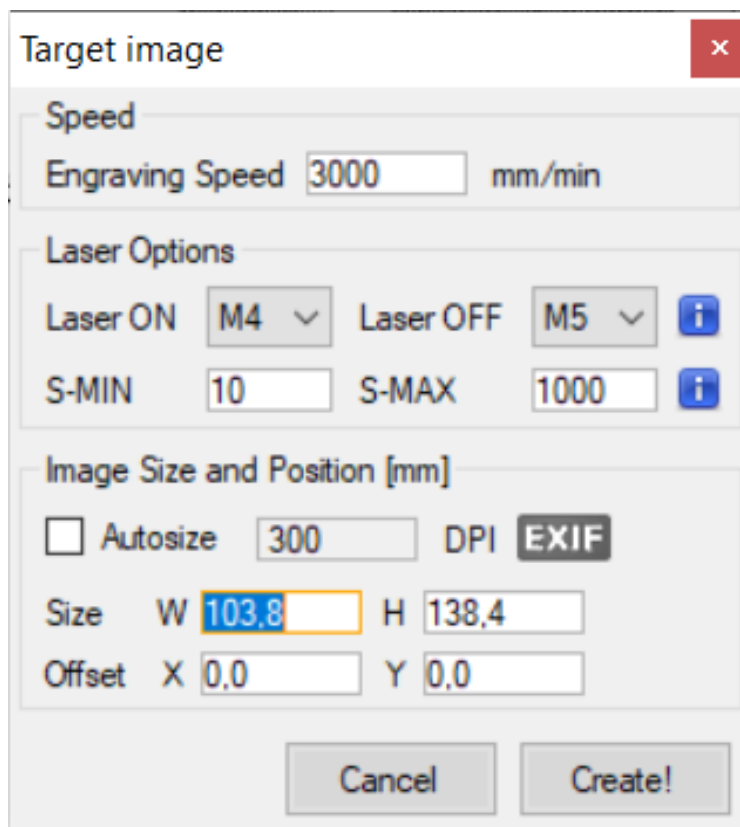 Target image
Speed
Engraving Speed 3000 mm/min
Laser Options
Laser ON M4 Laser OFF M5 i
S-MIN 10 S-MAX 1000 i
Image Size and Position [mm]
Autosize 300 DPI EXIF
Size W 103,8 H 138,4
Offset X 0,0 Y 0,0
Cancel Create!